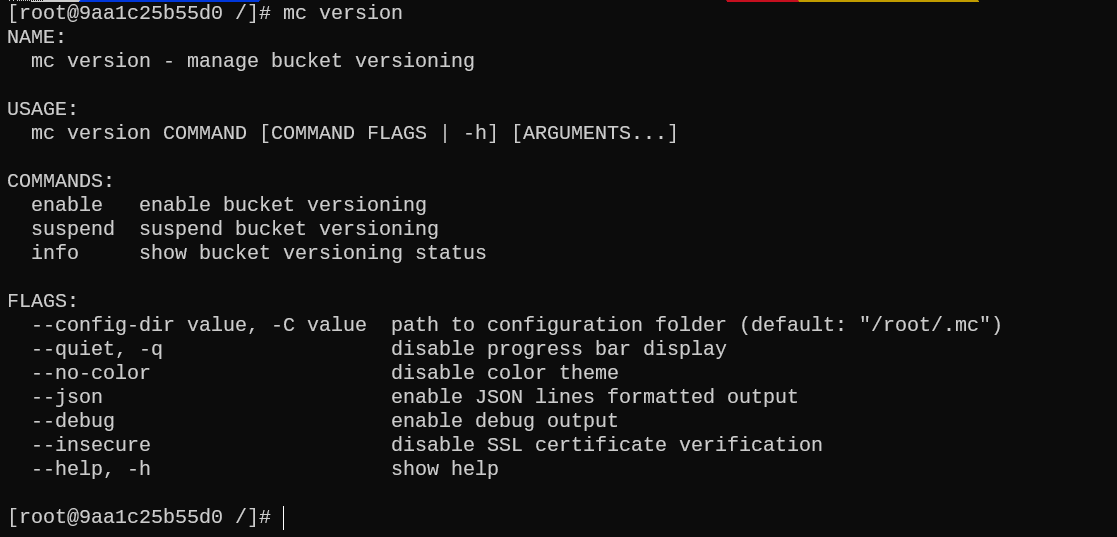 [root@9aa1c25b55d0 /]# mc version
NAME:
  mc version - manage bucket versioning

USAGE:
  mc version COMMAND [COMMAND FLAGS | -h] [ARGUMENTS...]

COMMANDS:
  enable   enable bucket versioning
  suspend  suspend bucket versioning
  info     show bucket versioning status

FLAGS:
  --config-dir value, -C value  path to configuration folder (default: "/root/.mc")
  --quiet, -q                   disable progress bar display
  --no-color                    disable color theme
  --json                        enable JSON lines formatted output
  --debug                       enable debug output
  --insecure                    disable SSL certificate verification
  --help, -h                    show help

[root@9aa1c25b55d0 /]#